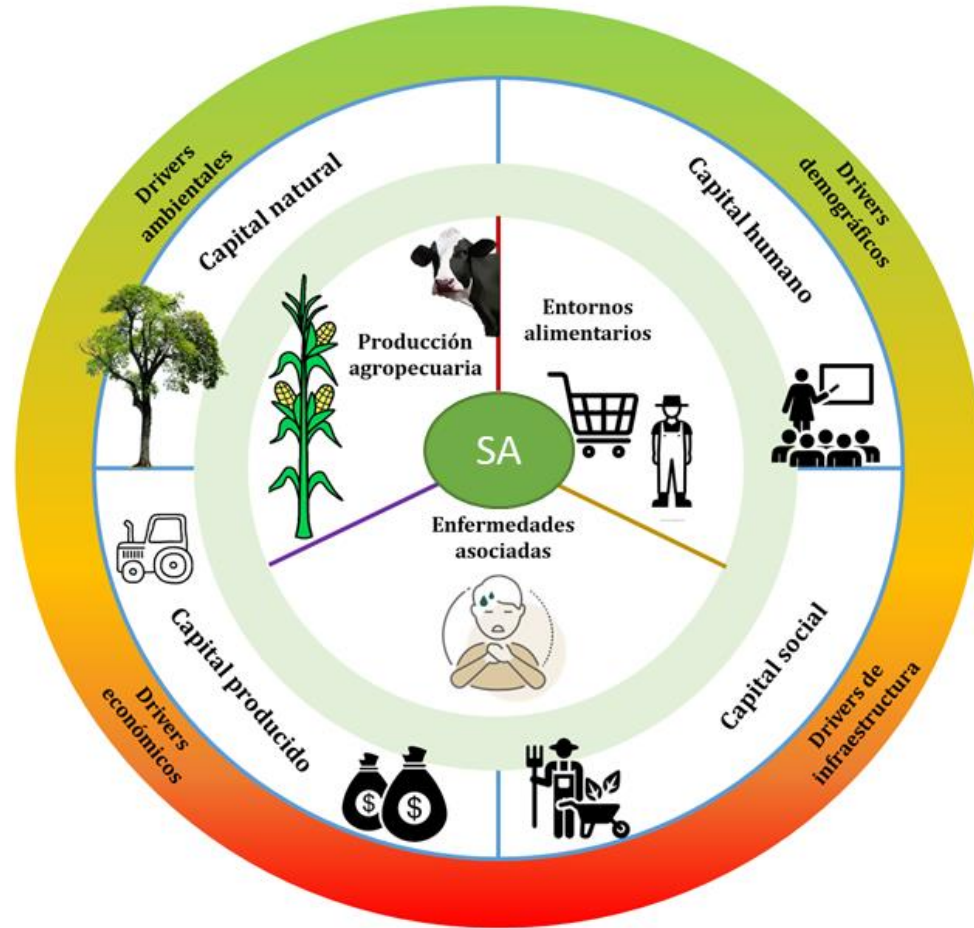 Drivers
ambientales
Drivers
demográficos
Capital natural
Capital humano
Producción
agropecuaria
Entornos
alimentarios
SA
Enfermedades
asociadas
Capital producido
Capital social
Drivers
económicos
Drivers de
infraestructura
$
$